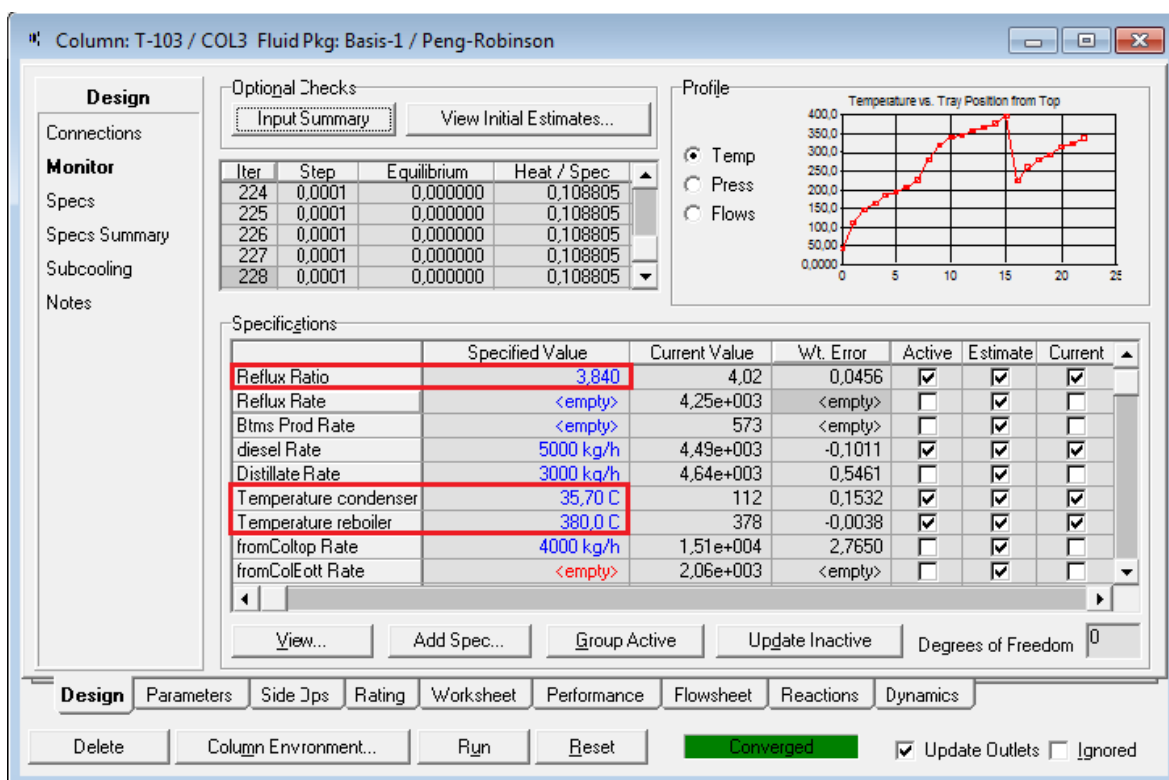 Column: T-103 / COL3 Fluid Pkg: Basis-1 / Peng-Robinson
Design
Connections
Monitor
Specs
Specs Summary
Subcooling
Notes
Optional Checks
Input Summary View Initial Estimates...
Iter Step Equilibrium Heat / Spec
224 0,0001 0,000000 0,108805
225 0,0001 0,000000 0,108805
226 0,0001 0,000000 0,108805
227 0,0001 0,000000 0,108805
228 0,0001 0,000000 0,108805
Profile
Temp
Press
Flows
Temperature vs. Tray Position from Top
400,0
350,0
300,0
250,0
200,0
150,0
100,0
50,00
0,0000
0 5 10 15 20 25
Specifications
Specified Value Current Value Wt. Error Active Estimate Current
Reflux Ratio 3,840 4,02 0,0456
Reflux Rate <empty> 4,25e+003 <empty>
Btms Prod Rate <empty> 573 <empty>
diesel Rate 5000 kg/h 4,49e+003 -0,1011
Distillate Rate 3000 kg/h 4,64e+003 0,5461
Temperature condenser 35,70 C 112 0,1532
Temperature reboiler 380,0 C 378 -0,0038
fromColtop Rate 4000 kg/h 1,51e+004 2,7650
fromColEott Rate <empty> 2,06e+003 <empty>
View... Add Spec... Group Active Update Inactive Degrees of Freedom 0
Design Parameters Side Ops Rating Worksheet Performance Flowsheet Reactions Dynamics
Delete Column Environment... Run Reset Converged Update Outlets Ignored